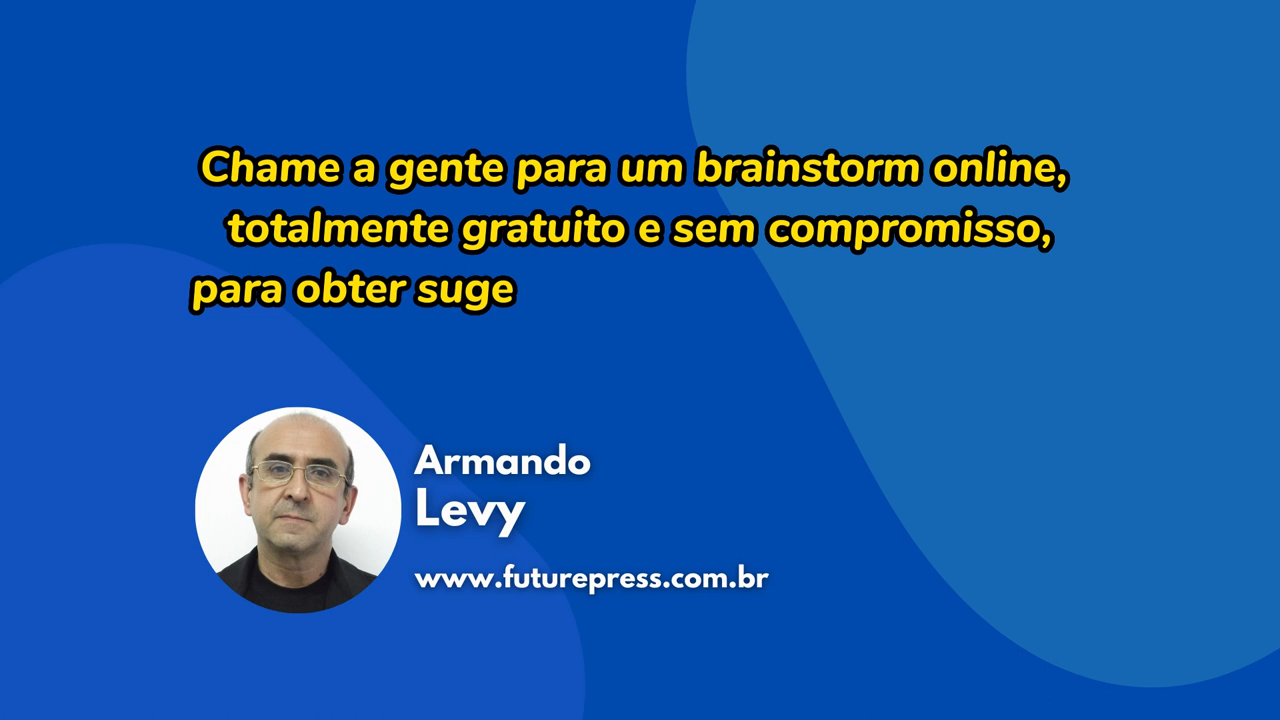 Chame a gente para um brainstorm online,
totalmente gratuito e sem compromisso,
para obter suge
Armando
Levy
www.futurepress.com.br